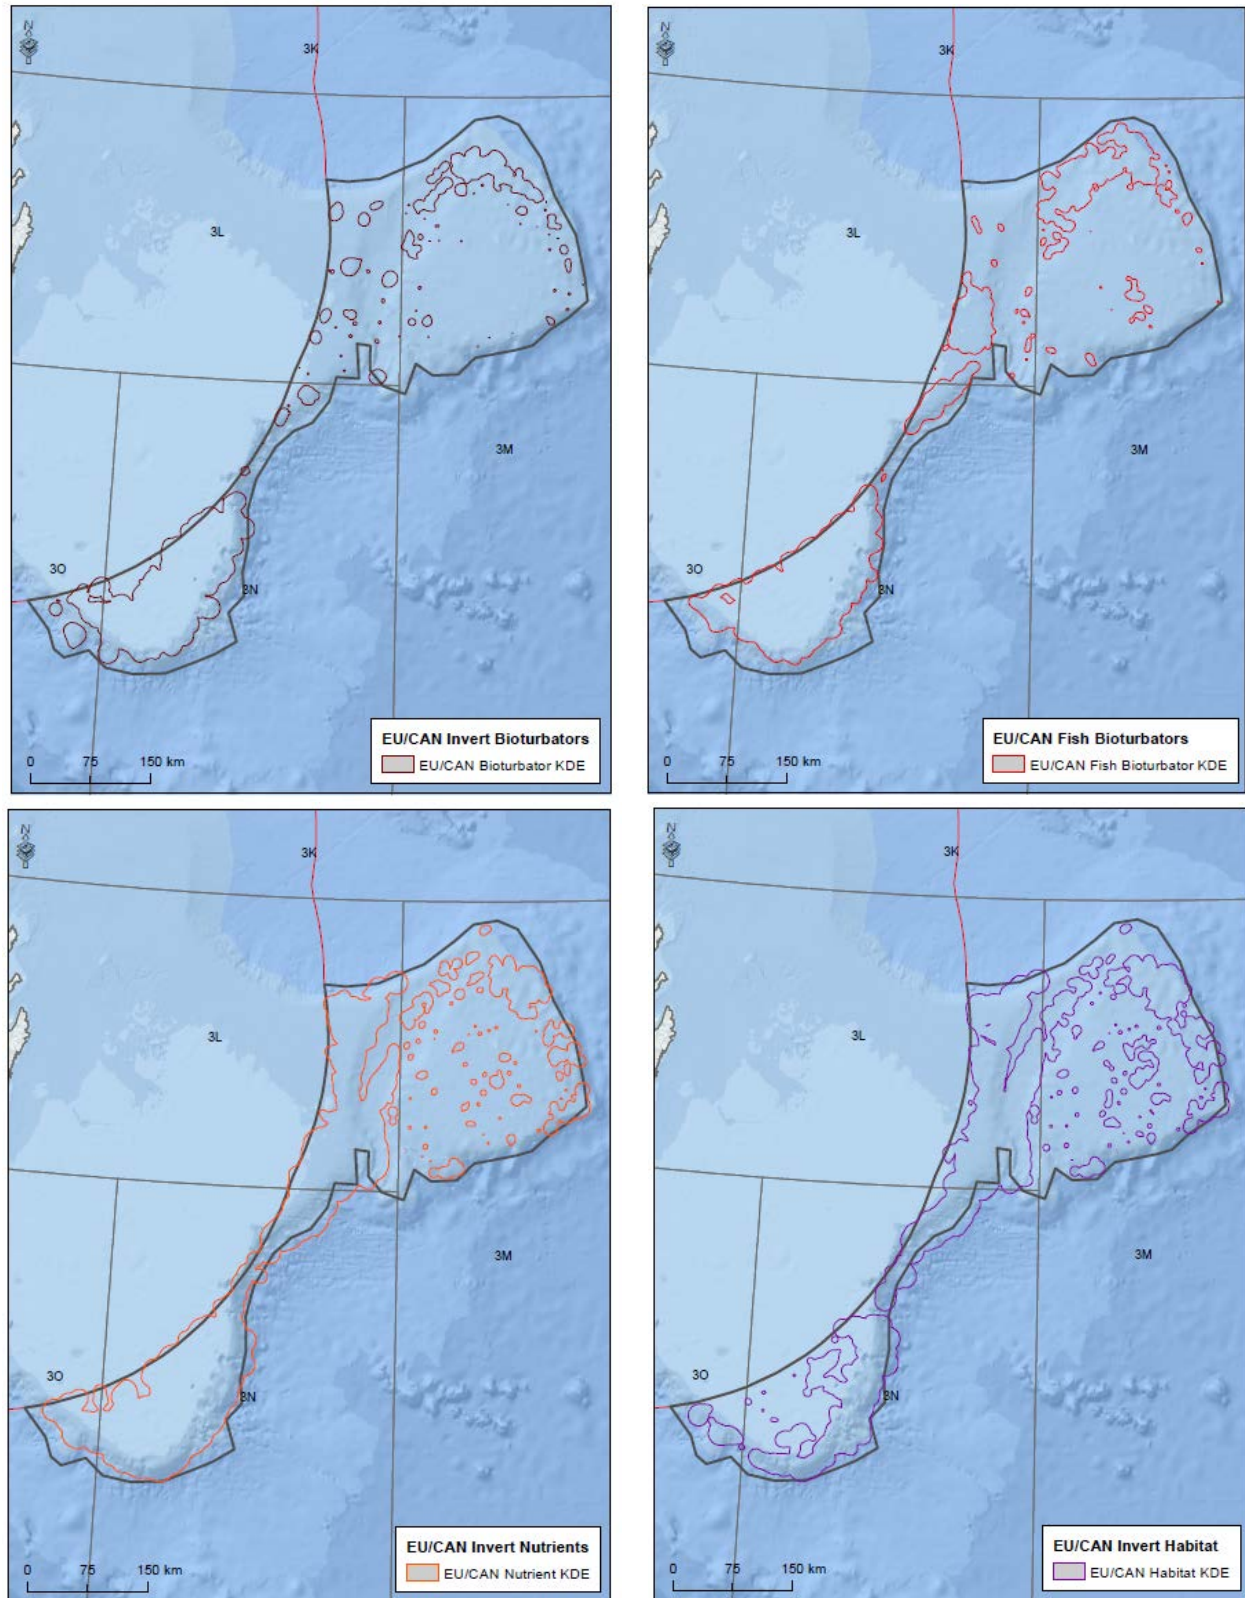 N
3K
3L
3M
3O
3N
EU/CAN Invert Bioturbators
EU/CAN Bioturbator KDE
0 75 150 km
N
3K
3L
3M
3O
3N
EU/CAN Fish Bioturbators
EU/CAN Fish Bioturbator KDE
0 75 150 km
N
3K
3L
3M
3O
3N
EU/CAN Invert Nutrients
EU/CAN Nutrient KDE
0 75 150 km
N
3K
3L
3M
3O
3N
EU/CAN Invert Habitat
EU/CAN Habitat KDE
0 75 150 km